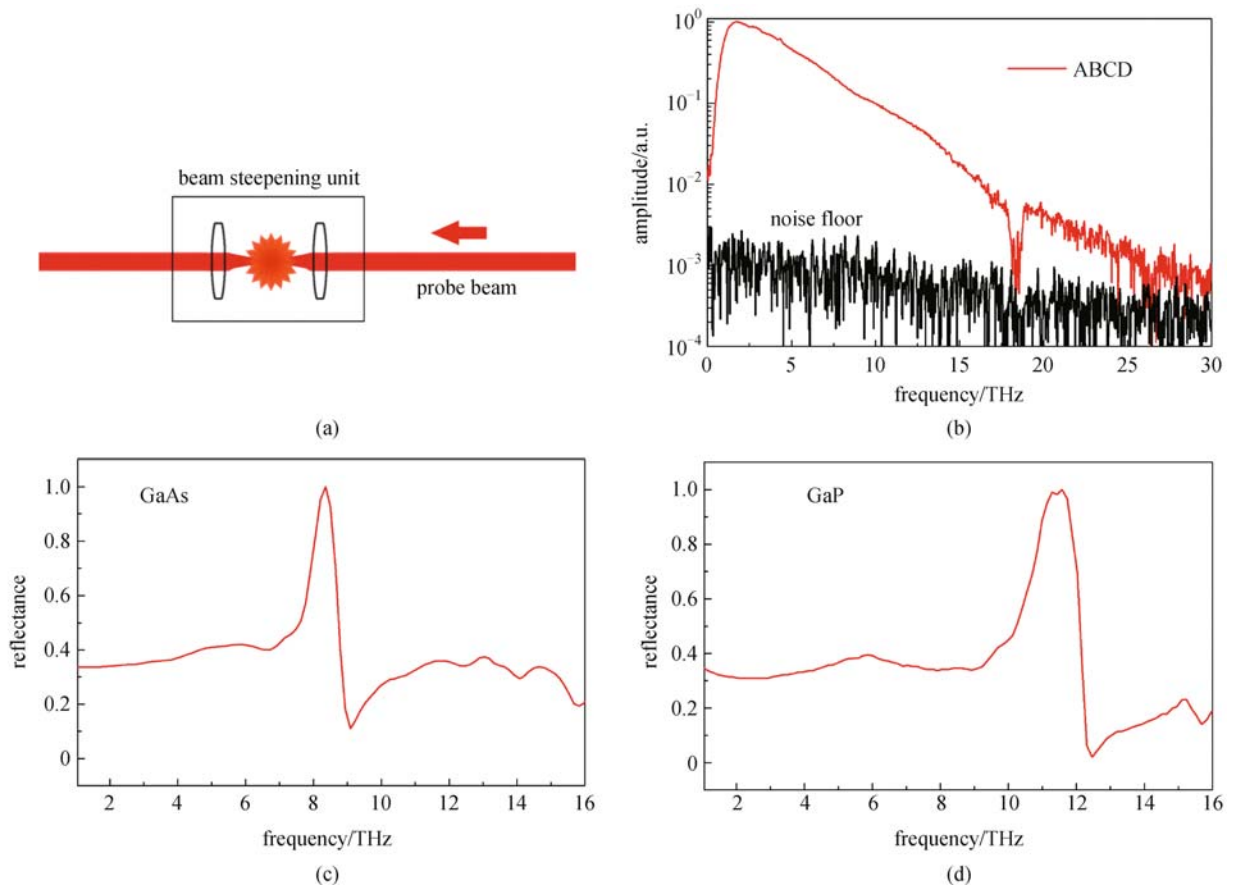 beam steepening unit
probe beam
(a)
10⁰
10⁻¹
10⁻²
10⁻³
10⁻⁴
amplitude/a.u.
ABCD
noise floor
0 5 10 15 20 25 30
frequency/THz
(b)
GaAs
1.0
0.8
0.6
0.4
0.2
0
reflectance
2 4 6 8 10 12 14 16
frequency/THz
(c)
GaP
1.0
0.8
0.6
0.4
0.2
0
reflectance
2 4 6 8 10 12 14 16
frequency/THz
(d)